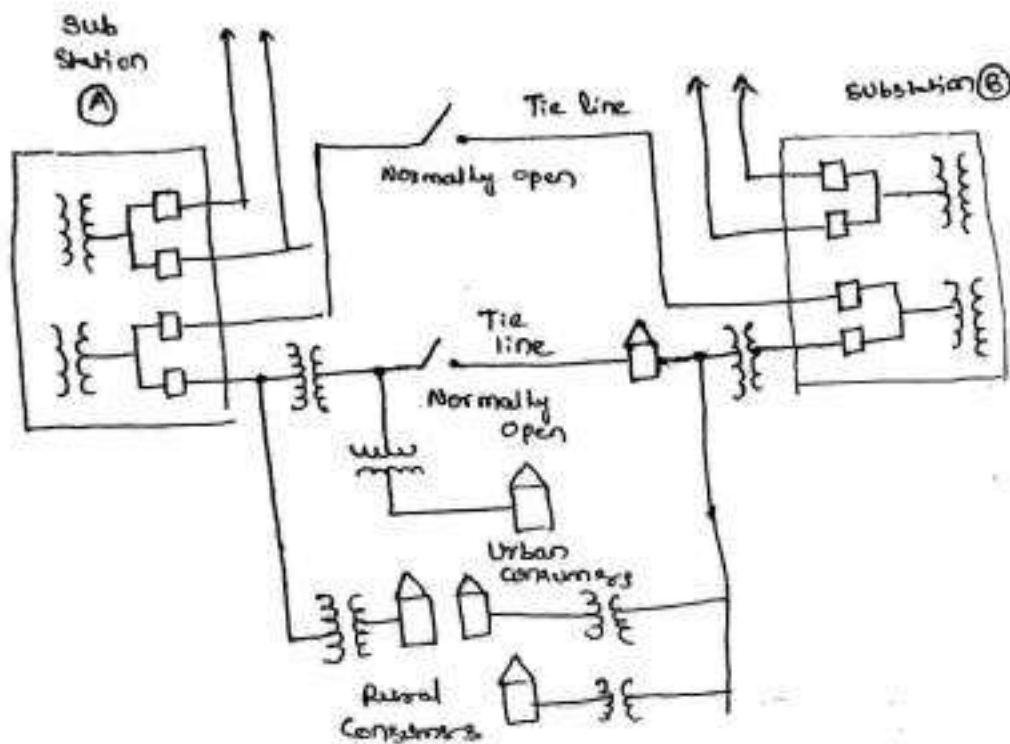 Sub
Station
A
Substation B
Tie line
Normally open
Tie
line
Normally
open
Urban
Consumers
Rural
Consumers